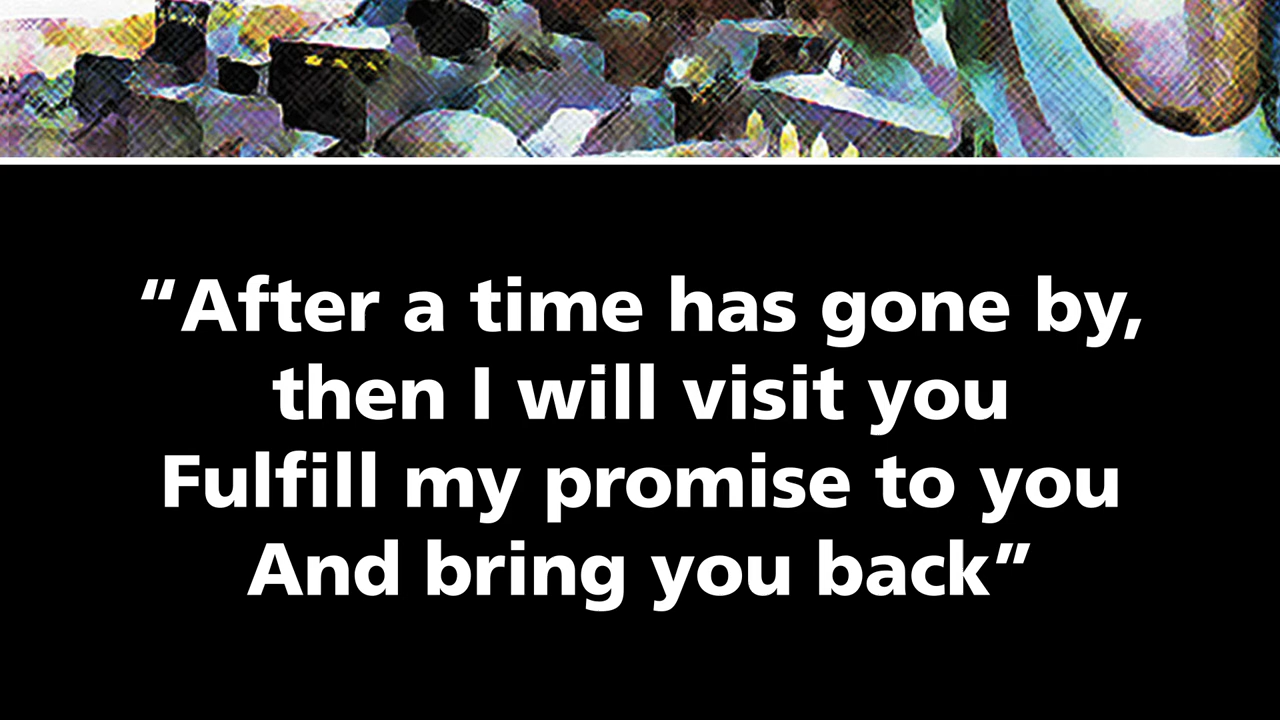 “After a time has gone by,
then I will visit you
Fulfill my promise to you
And bring you back”